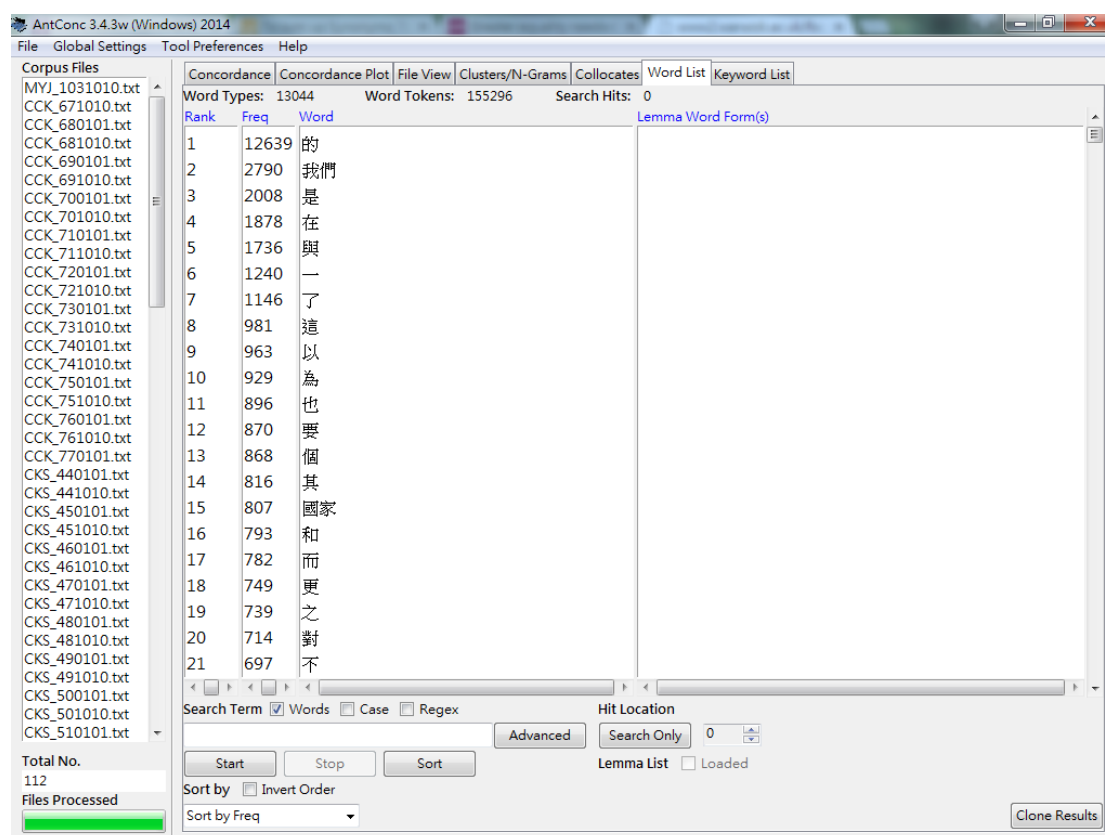 AntConc 3.4.3w (Windows) 2014
File Global Settings Tool Preferences Help
Corpus Files
MYJ_1031010.txt
CCK_671010.txt
CCK_680101.txt
CCK_681010.txt
CCK_690101.txt
CCK_691010.txt
CCK_700101.txt
CCK_701010.txt
CCK_710101.txt
CCK_711010.txt
CCK_720101.txt
CCK_721010.txt
CCK_730101.txt
CCK_731010.txt
CCK_740101.txt
CCK_741010.txt
CCK_750101.txt
CCK_751010.txt
CCK_760101.txt
CCK_761010.txt
CCK_770101.txt
CKS_440101.txt
CKS_441010.txt
CKS_450101.txt
CKS_451010.txt
CKS_460101.txt
CKS_461010.txt
CKS_470101.txt
CKS_471010.txt
CKS_480101.txt
CKS_481010.txt
CKS_490101.txt
CKS_491010.txt
CKS_500101.txt
CKS_501010.txt
CKS_510101.txt
Total No.
112
Files Processed
Concordance Concordance Plot File View Clusters/N-Grams Collocates Word List Keyword List
Word Types: 13044 Word Tokens: 155296 Search Hits: 0
Rank Freq Word Lemma Word Form(s)
1 12639 的
2 2790 我們
3 2008 是
4 1878 在
5 1736 與
6 1240 一
7 1146 了
8 981 這
9 963 以
10 929 為
11 896 也
12 870 要
13 868 個
14 816 其
15 807 國家
16 793 和
17 782 而
18 749 更
19 739 之
20 714 對
21 697 不
Search Term Words Case Regex Hit Location
Advanced Search Only 0
Start Stop Sort Lemma List Loaded
Sort by Invert Order
Sort by Freq Clone Results